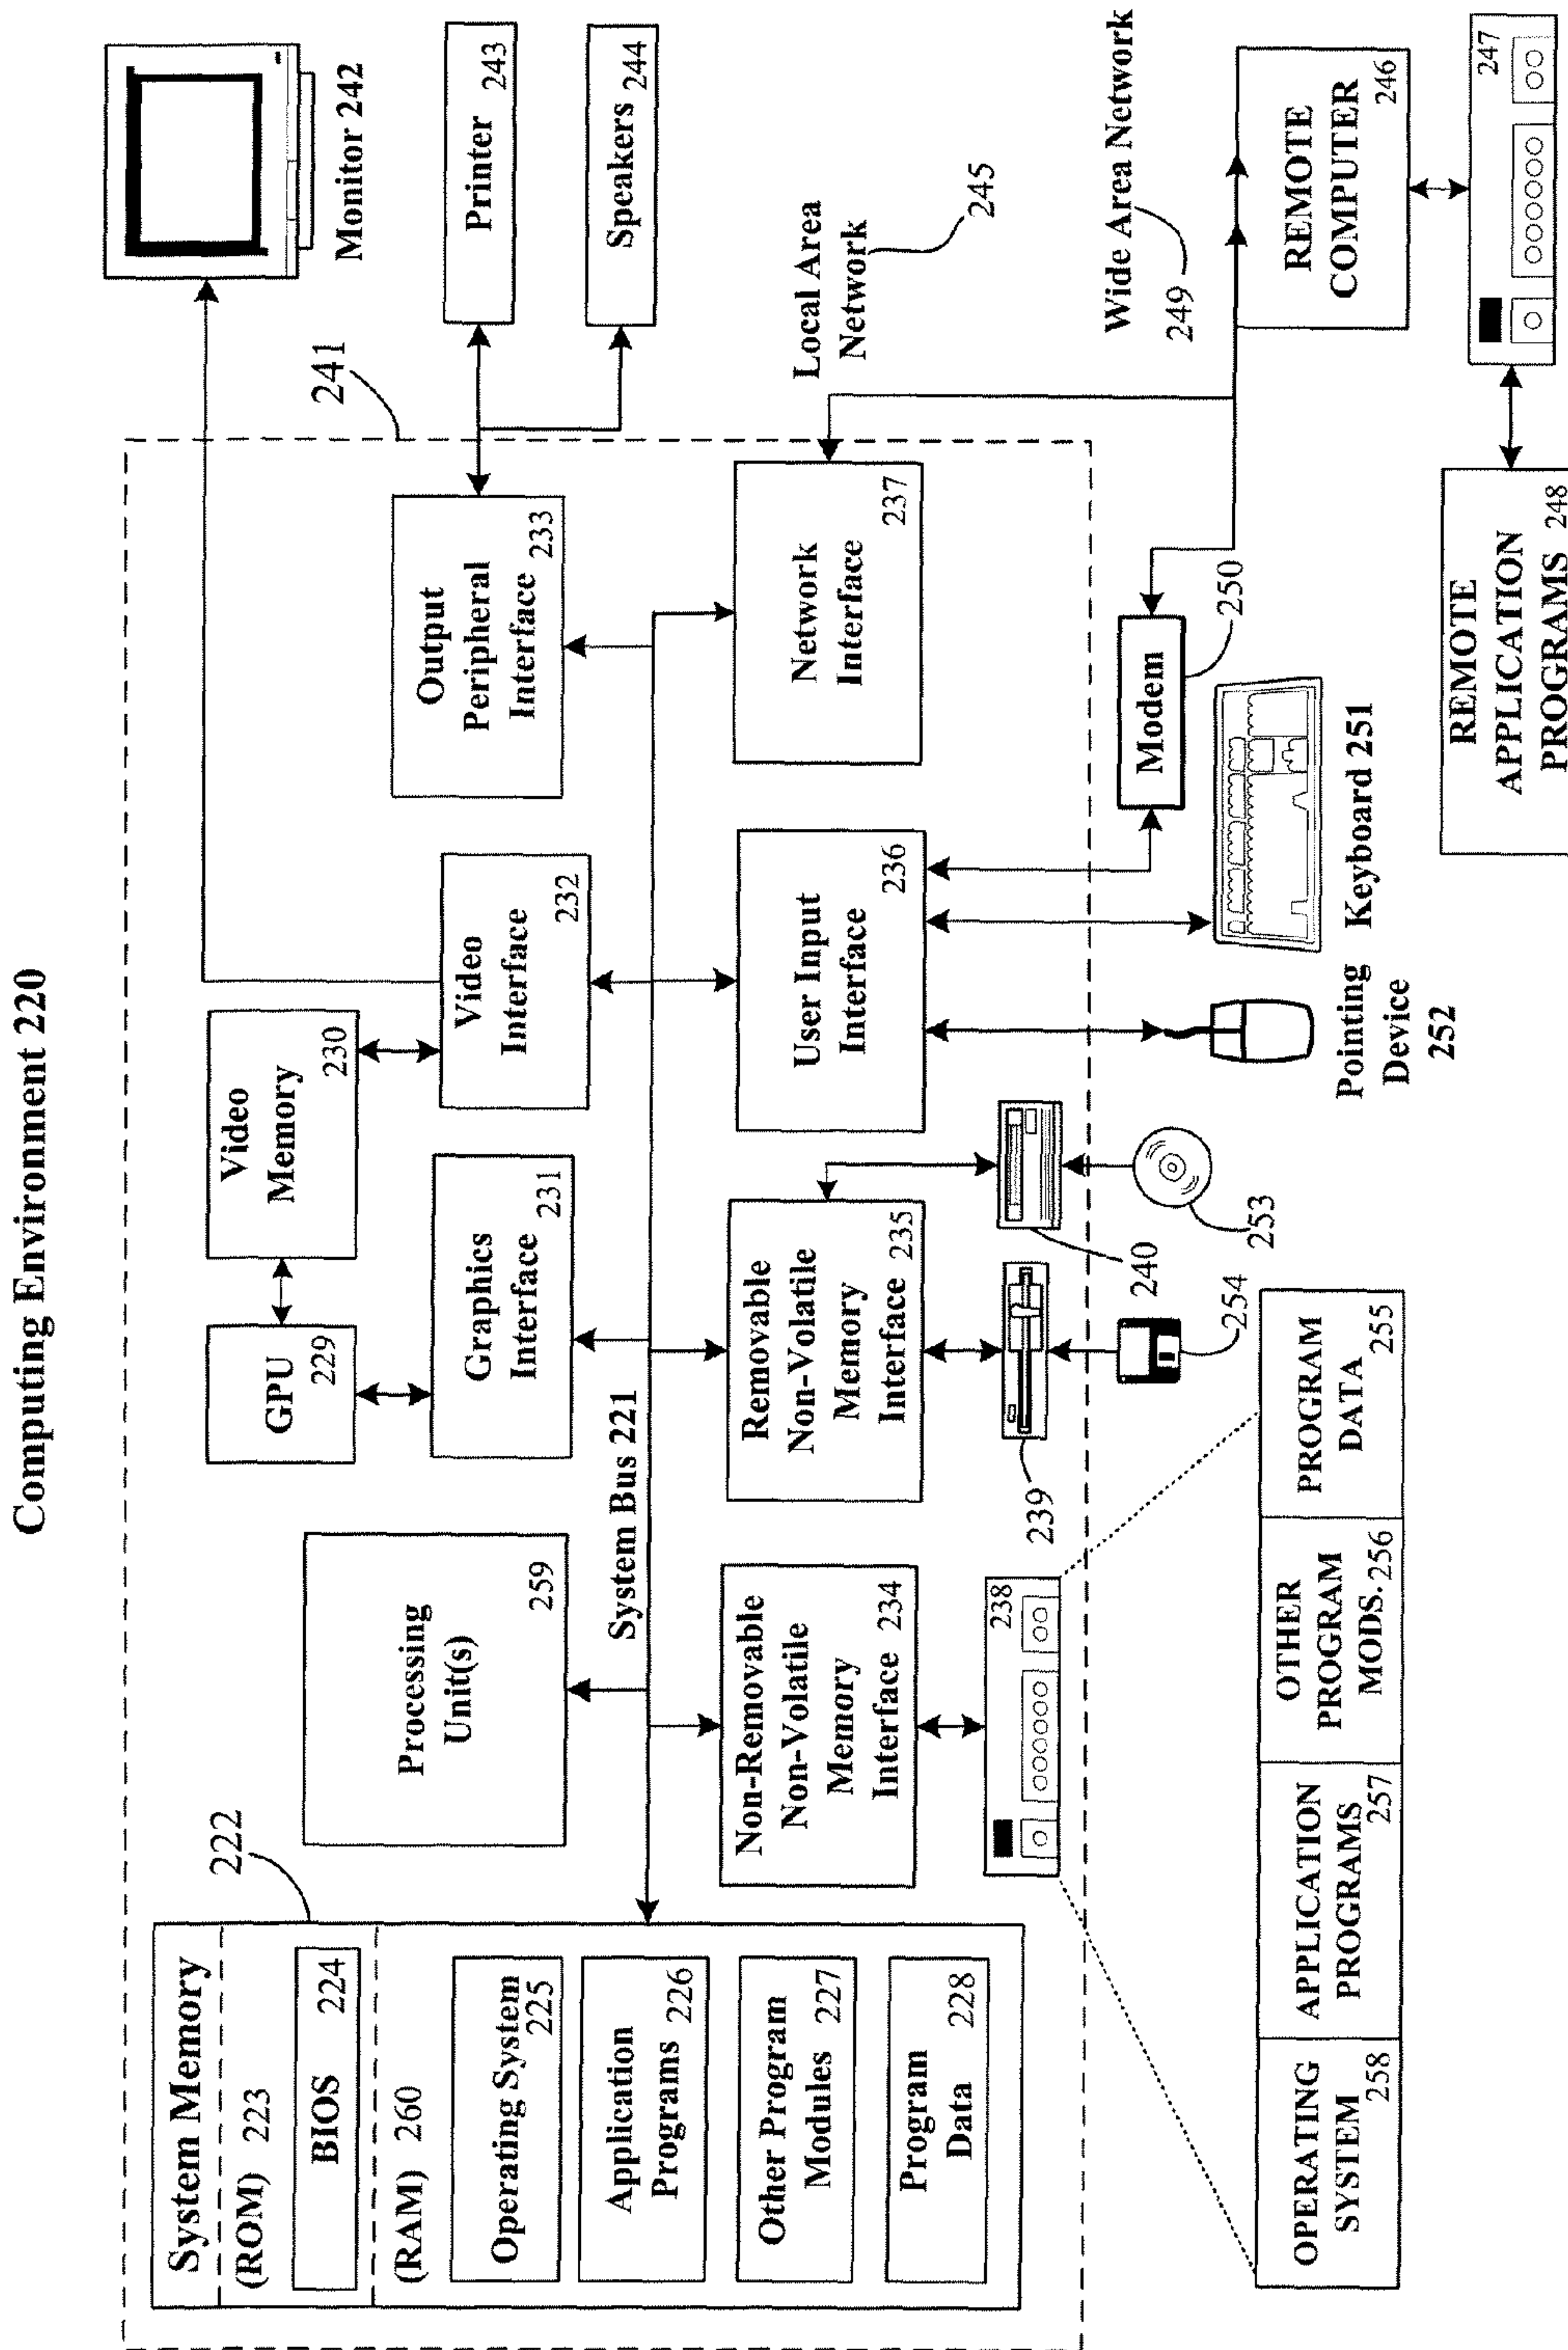 Computing Environment 220
System Memory
(ROM) 223
BIOS 224
(RAM) 260
Operating System
225
Application
Programs 226
Other Program
Modules 227
Program
Data 228
222
Processing
Unit(s)
259
System Bus 221
GPU
229
Video
Memory
230
Graphics
Interface
231
Video
Interface
232
Output
Peripheral
Interface 233
241
Monitor 242
Printer 243
Speakers 244
Non-Removable
Non-Volatile
Memory
Interface 234
Removable
Non-Volatile
Memory
Interface 235
User Input
Interface
236
Network
Interface
237
Local Area
Network
245
238
239
240
254
253
Pointing
Device
252
Keyboard 251
Modem
250
Wide Area Network
249
REMOTE
COMPUTER
246
247
REMOTE
APPLICATION
PROGRAMS 248
OPERATING
SYSTEM
258
APPLICATION
PROGRAMS
257
OTHER
PROGRAM
MODS. 256
PROGRAM
DATA
255